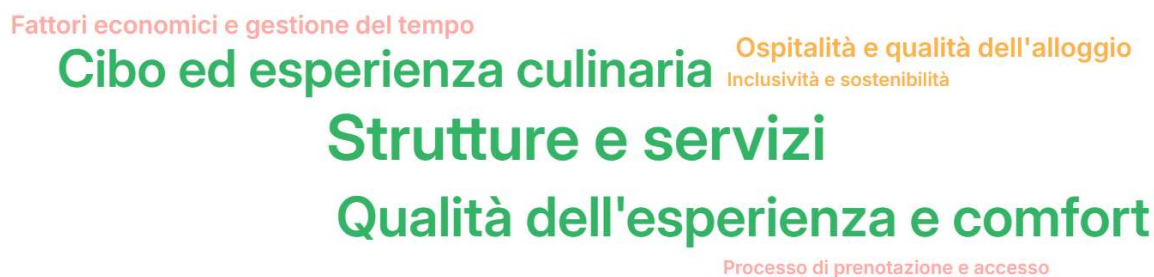 Fattori economici e gestione del tempo
Cibo ed esperienza culinaria
Ospitalità e qualità dell'alloggio
Inclusività e sostenibilità
Strutture e servizi
Qualità dell'esperienza e comfort
Processo di prenotazione e accesso